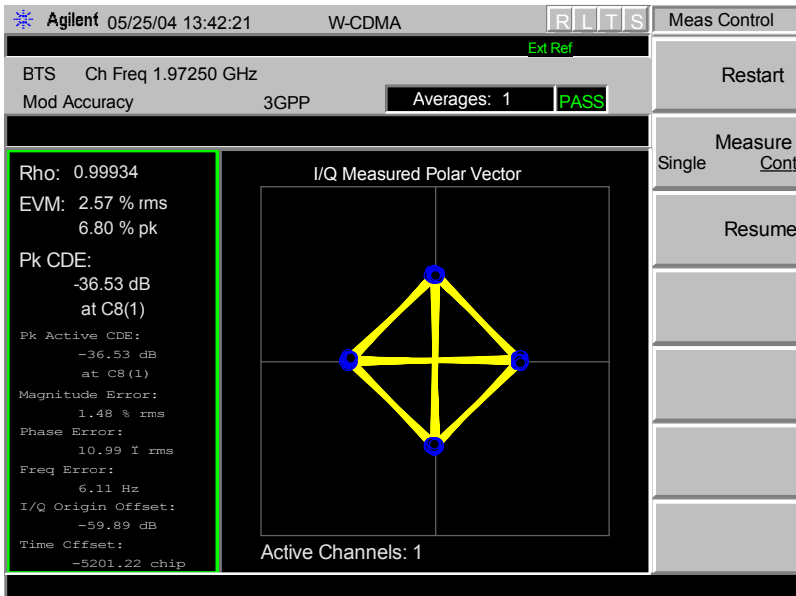 Agilent 05/25/04 13:42:21 W-CDMA R L T S Meas Control
Ext Ref
BTS Ch Freq 1.97250 GHz
Restart
Mod Accuracy 3GPP Averages: 1 PASS
Measure
Single Cont
Rho: 0.99934
I/Q Measured Polar Vector
EVM: 2.57 % rms
6.80 % pk
Resume
Pk CDE:
-36.53 dB
at C8(1)
Pk Active CDE:
-36.53 dB
at C8(1)
Magnitude Error:
1.48 % rms
Phase Error:
10.99 I rms
Freq Error:
6.11 Hz
I/Q Origin Offset:
-59.89 dB
Time Offset:
-5201.22 chip
Active Channels: 1